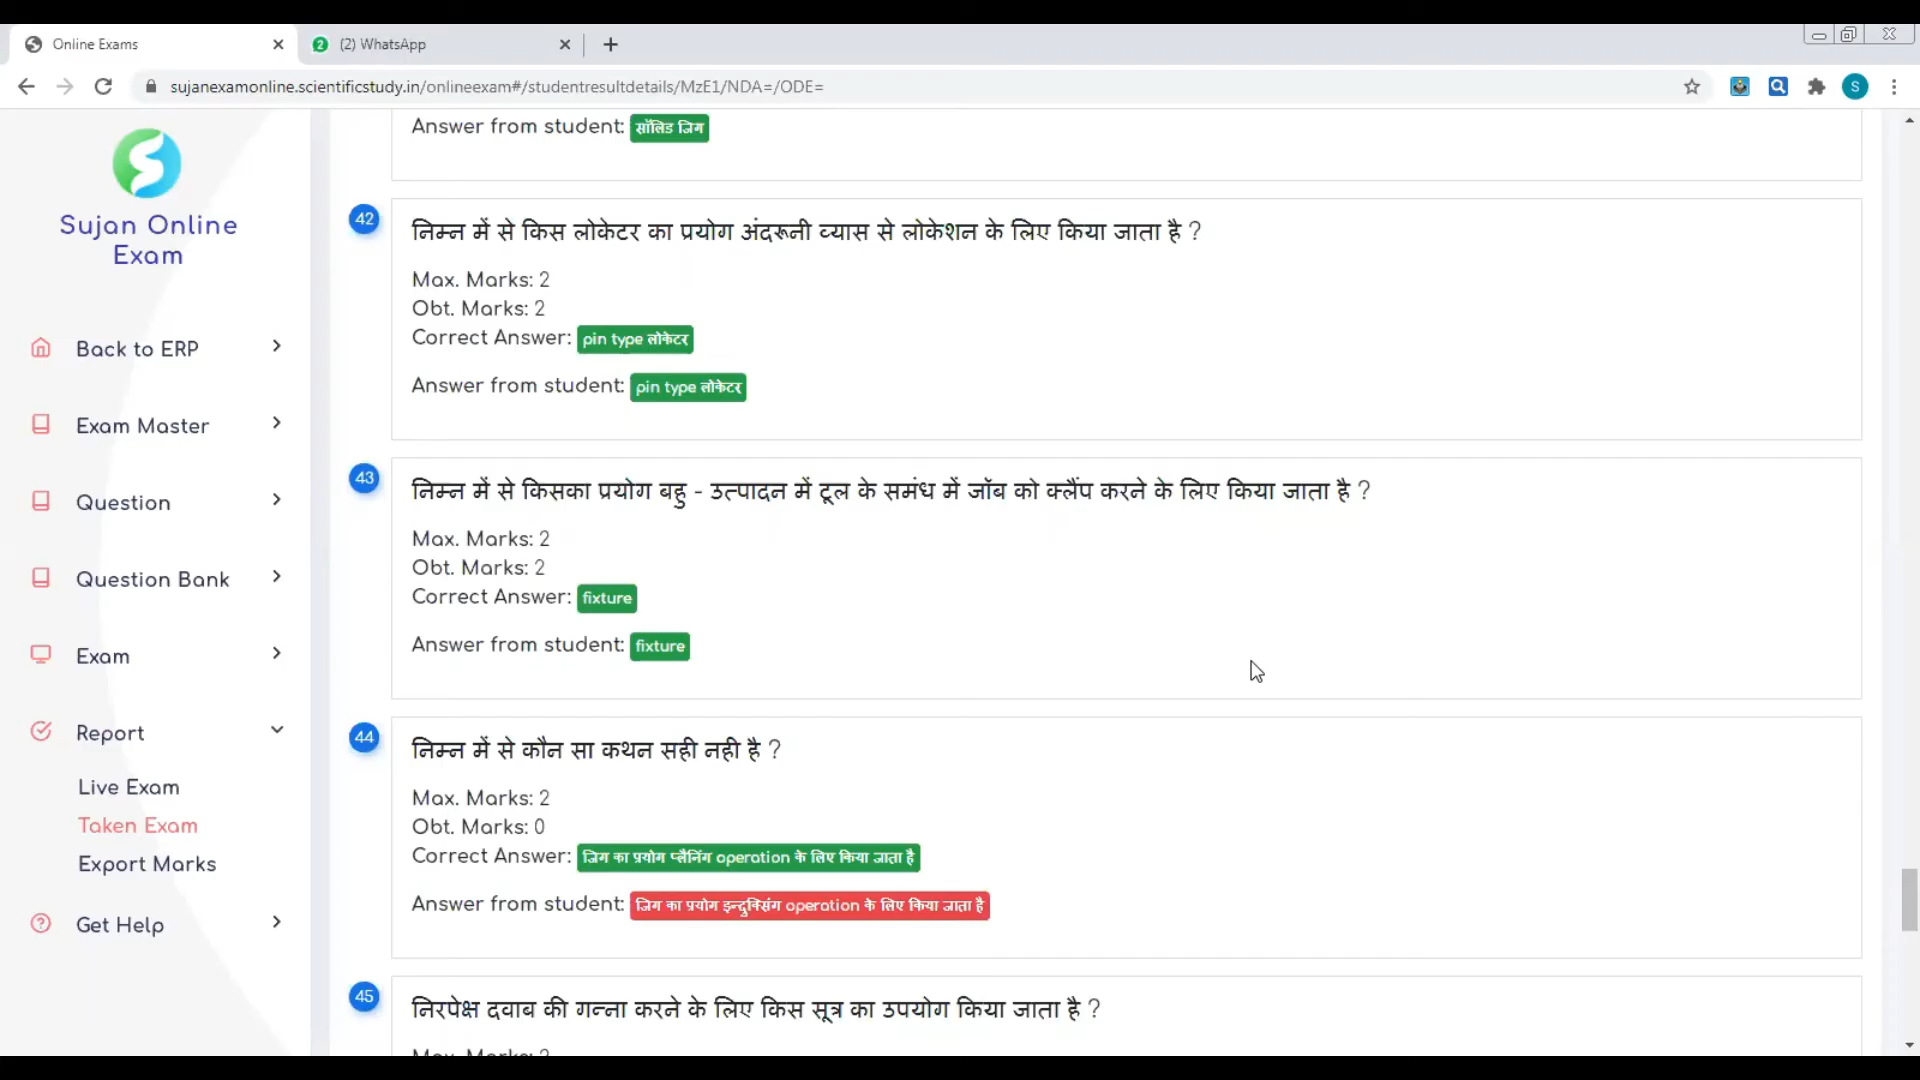 Online Exams
2
(2) WhatsApp
sujanexamonline.scientificstudy.in/onlineexam#/studentresultdetails/MzE1/NDA=/ODE=
S
Sujan Online
Exam
Back to ERP
Exam Master
Question
Question Bank
Exam
Report
Live Exam
Taken Exam
Export Marks
Get Help
Answer from student: सॉलिड जिग
42
निम्न में से किस लोकेटर का प्रयोग अंदरूनी व्यास से लोकेशन के लिए किया जाता है ?
Max. Marks: 2
Obt. Marks: 2
Correct Answer: pin type लोकेटर
Answer from student: pin type लोकेटर
43
निम्न में से किसका प्रयोग बहु - उत्पादन में टूल के समंध में जॉब को क्लैंप करने के लिए किया जाता है ?
Max. Marks: 2
Obt. Marks: 2
Correct Answer: fixture
Answer from student: fixture
44
निम्न में से कौन सा कथन सही नही है ?
Max. Marks: 2
Obt. Marks: 0
Correct Answer: जिग का प्रयोग प्लैनिंग operation के लिए किया जाता है
Answer from student: जिग का प्रयोग इन्दुक्सिंग operation के लिए किया जाता है
45
निरपेक्ष दवाब की गन्ना करने के लिए किस सूत्र का उपयोग किया जाता है ?
Max. Marks: 2